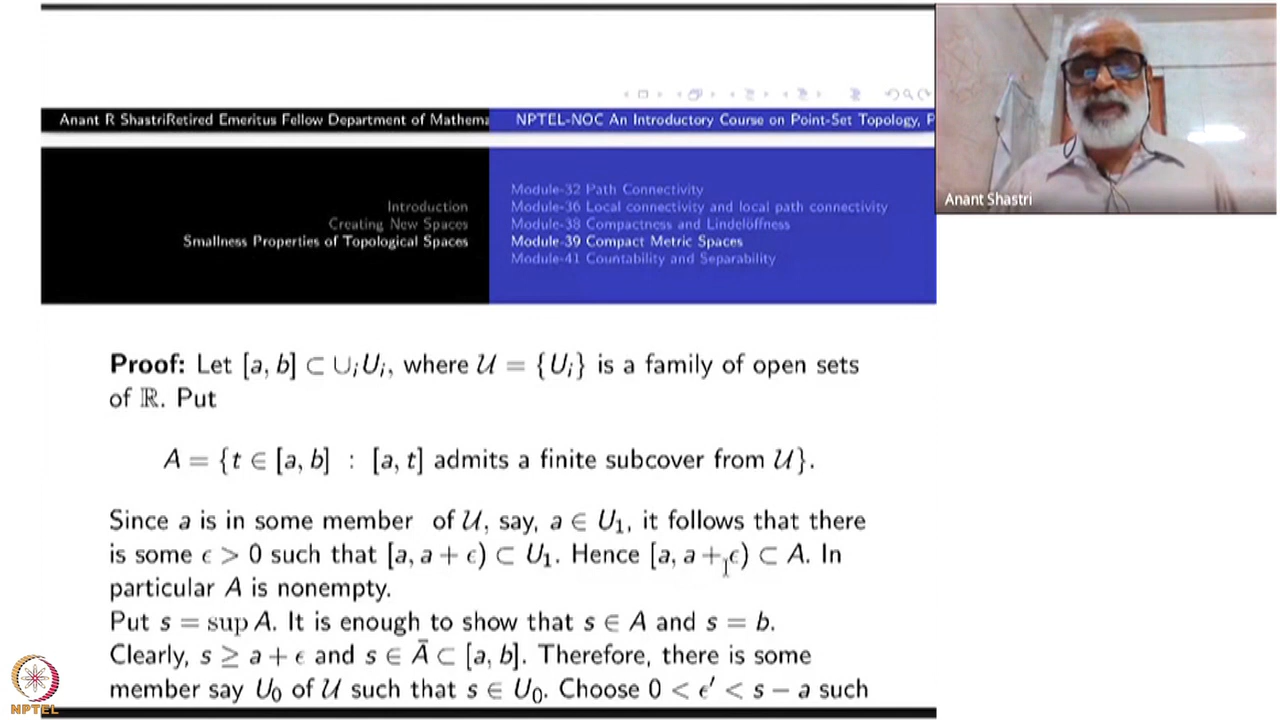 Anant R ShastriRetired Emeritus Fellow Department of Mathema
NPTEL-NOC An Introductory Course on Point-Set Topology, P
Introduction
Creating New Spaces
Smallness Properties of Topological Spaces
Module-32 Path Connectivity
Module-36 Local connectivity and local path connectivity
Module-38 Compactness and Lindelöffness
Module-39 Compact Metric Spaces
Module-41 Countability and Separability
Anant Shastri
Proof: Let [a, b] ⊂ ∪ᵢUᵢ, where 𝒰 = {Uᵢ} is a family of open sets
of ℝ. Put
A = {t ∈ [a, b] : [a, t] admits a finite subcover from 𝒰}.
Since a is in some member of 𝒰, say, a ∈ U₁, it follows that there
is some ϵ > 0 such that [a, a + ϵ) ⊂ U₁. Hence [a, a + ϵ) ⊂ A. In
particular A is nonempty.
Put s = sup A. It is enough to show that s ∈ A and s = b.
Clearly, s ≥ a + ϵ and s ∈ Ā ⊂ [a, b]. Therefore, there is some
member say U₀ of 𝒰 such that s ∈ U₀. Choose 0 < ϵ′ < s − a such
NPTEL